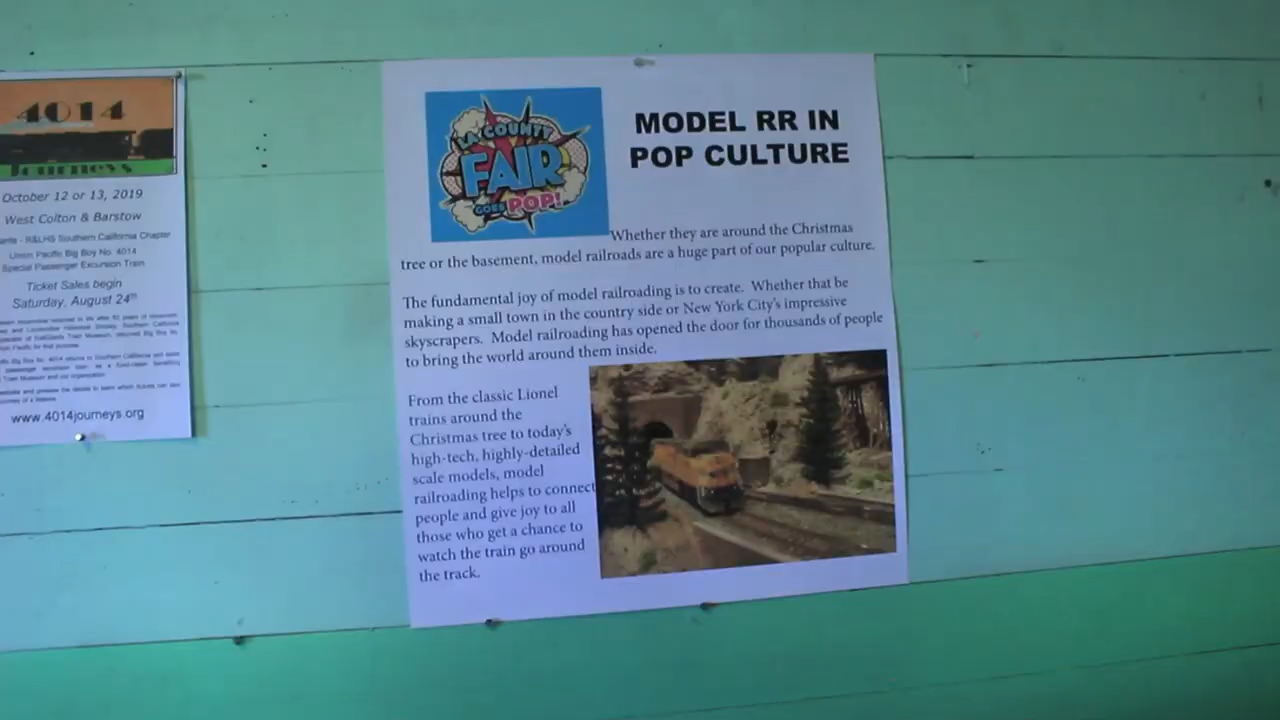 4014
Journeys
October 12 or 13, 2019
West Colton & Barstow
R&LHS Southern California Chapter
Union Pacific Big Boy No. 4014
Special Passenger Excursion Train
Ticket Sales begin
Saturday, August 24th
www.4014journeys.org
LA COUNTY
FAIR
GOES POP!
MODEL RR IN
POP CULTURE
Whether they are around the Christmas
tree or the basement, model railroads are a huge part of our popular culture.
The fundamental joy of model railroading is to create. Whether that be
making a small town in the country side or New York City's impressive
skyscrapers. Model railroading has opened the door for thousands of people
to bring the world around them inside.
From the classic Lionel
trains around the
Christmas tree to today's
high-tech, highly-detailed
scale models, model
railroading helps to connect
people and give joy to all
those who get a chance to
watch the train go around
the track.